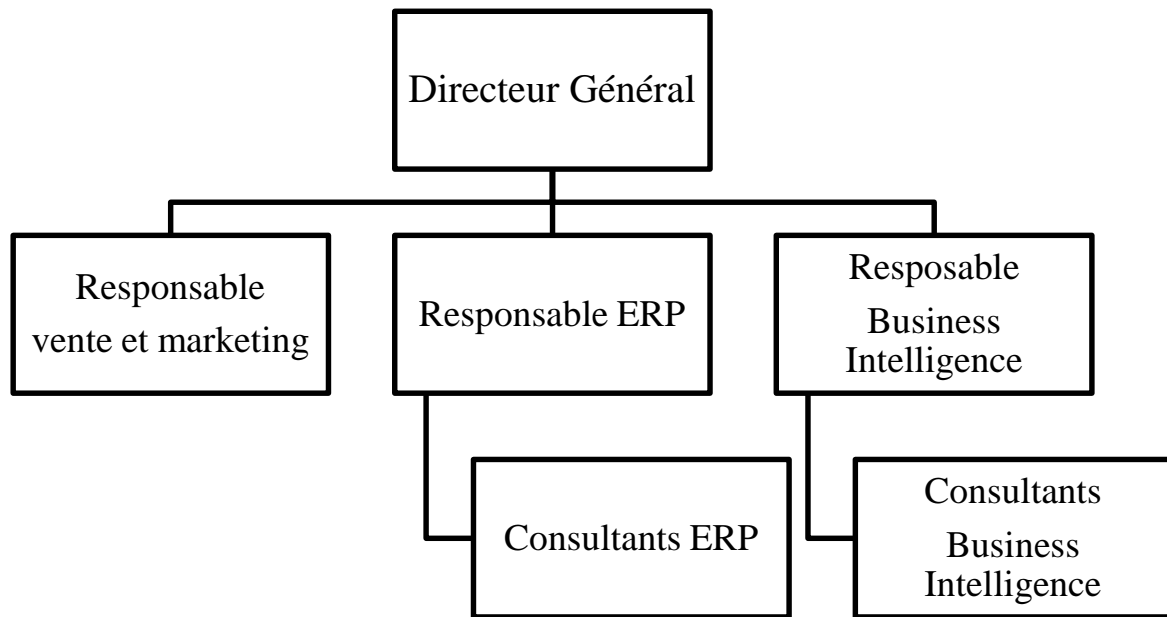 Directeur Général
Responsable
vente et marketing
Responsable ERP
Resposable
Business
Intelligence
Consultants ERP
Consultants
Business
Intelligence